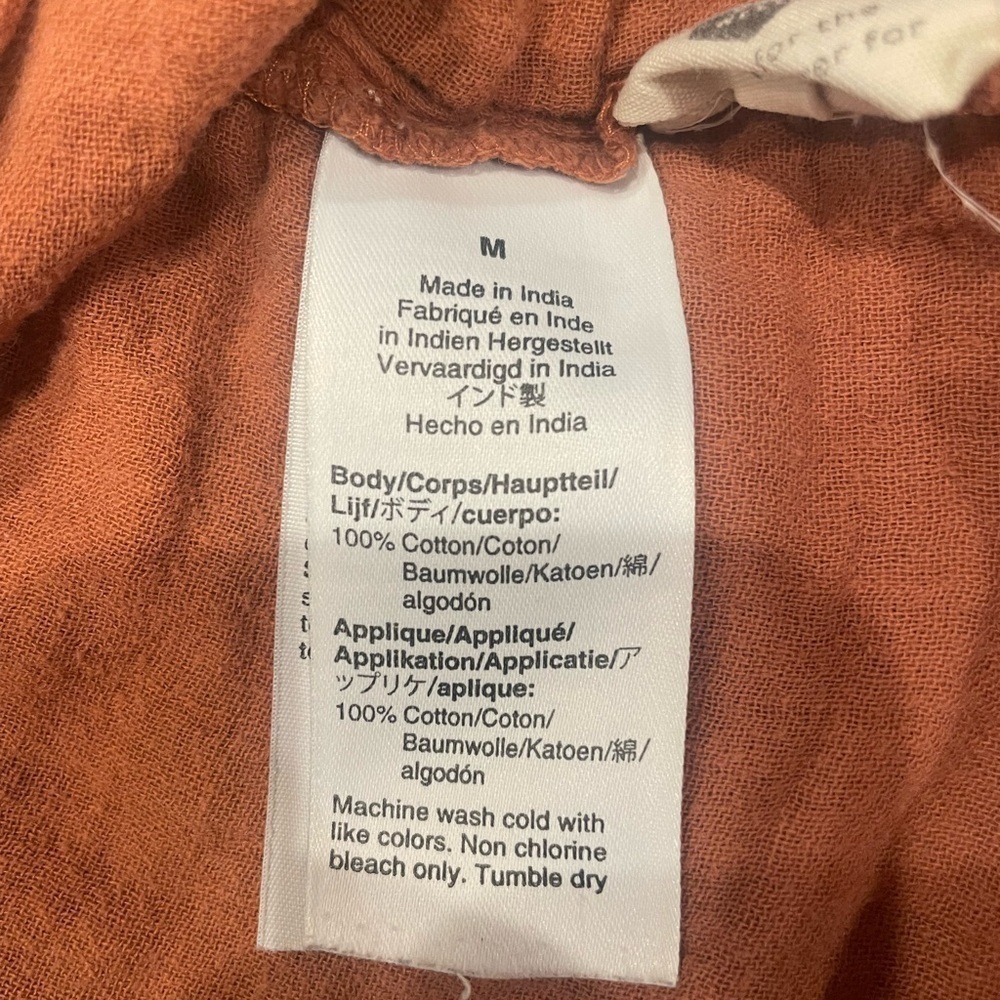 for the
for
M
Made in India
Fabriqué en Inde
in Indien Hergestellt
Vervaardigd in India
インド製
Hecho en India
Body/Corps/Hauptteil/
Lijf/ボディ/cuerpo:
100% Cotton/Coton/
Baumwolle/Katoen/綿/
algodón
Applique/Appliqué/
Applikation/Applicatie/ア
ップリケ/aplique:
100% Cotton/Coton/
Baumwolle/Katoen/綿/
algodón
Machine wash cold with
like colors. Non chlorine
bleach only. Tumble dry